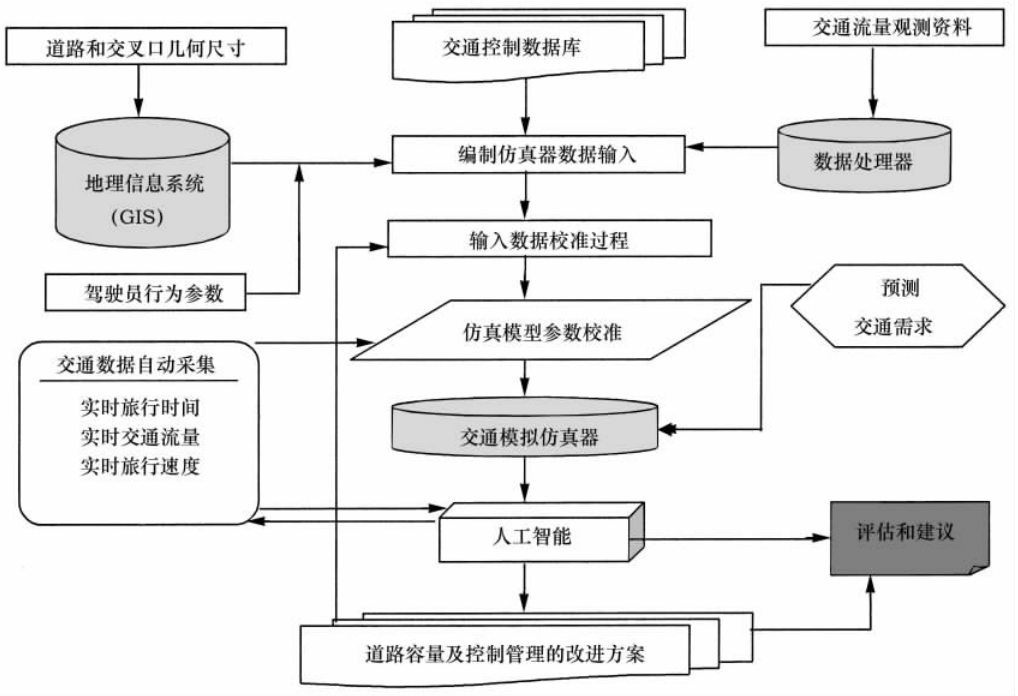 道路和交叉口几何尺寸
交通控制数据库
交通流量观测资料
地理信息系统
(GIS)
编制仿真器数据输入
数据处理器
输入数据校准过程
驾驶员行为参数
预测
交通需求
仿真模型参数校准
交通数据自动采集
实时旅行时间
实时交通流量
实时旅行速度
交通模拟仿真器
人工智能
评估和建议
道路容量及控制管理的改进方案